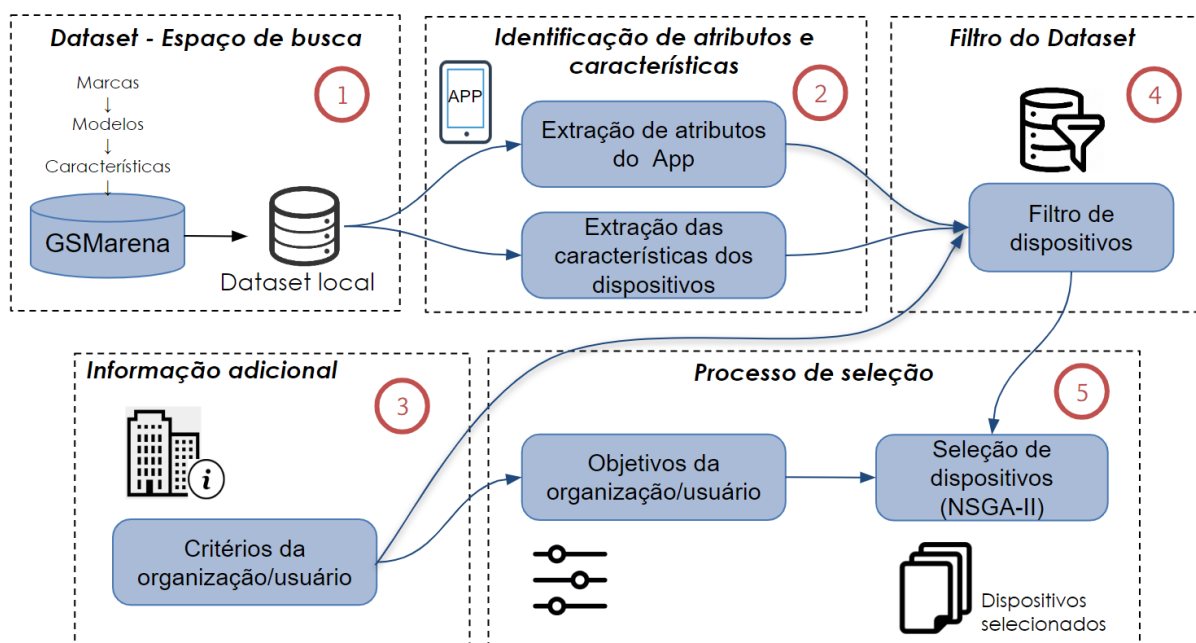 Dataset - Espaço de busca
1
Marcas
Modelos
Característicás
GSMarena
Dataset local
Identificação de atributos e
característícas
2
APP
Extração de atributos
do App
Extração das
características dos
dispositivos
Filtro do Dataset
4
Filtro de
dispositivos
Informação adicional
3
i
Critérios da
organização/usuário
Processo de seleção
5
Objetivos da
organização/usuário
Seleção de
dispositivos
(NSGA-II)
Dispositivos
selecionados